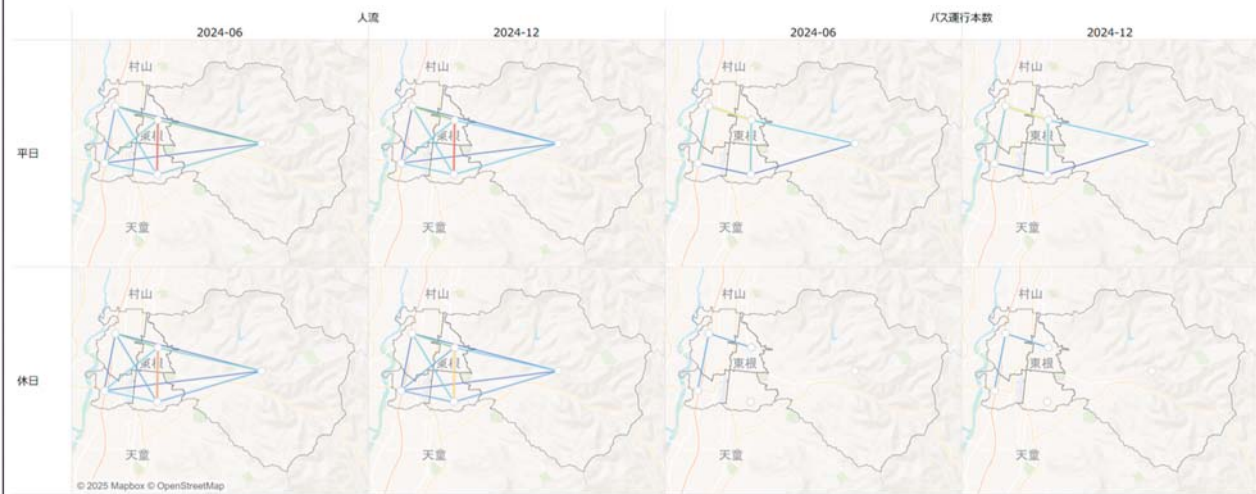 人流
バス運行本数
2024-06
2024-12
2024-06
2024-12
平日
村山
東根
天童
村山
東根
天童
村山
東根
天童
村山
東根
天童
休日
村山
東根
天童
村山
東根
天童
村山
東根
天童
村山
東根
天童
© 2025 Mapbox © OpenStreetMap